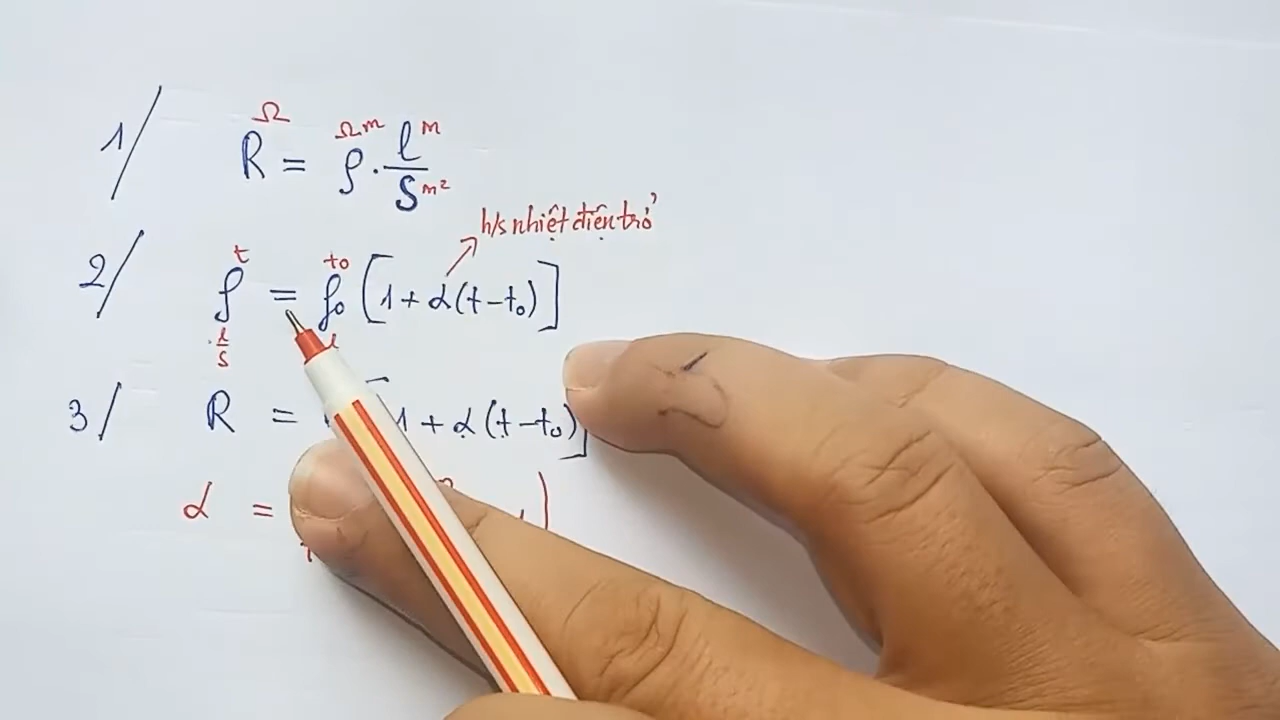 1/ R = ρ · l/S
Ω Ωm m m²
h/s nhiệt điện trở
2/ ρ = ρ₀ [1 + α(t - t₀)]
t t₀
l/S
3/ R = 1 + α (t - t₀)]
α =